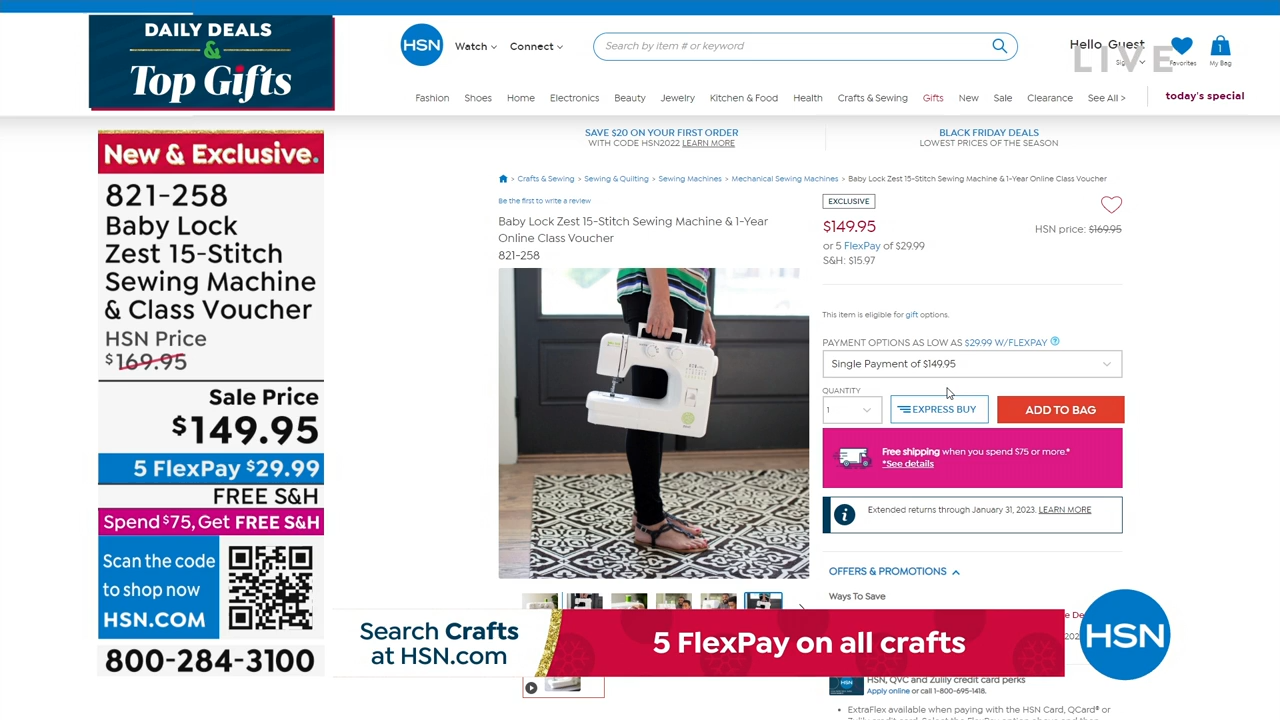 DAILY DEALS
&
Top Gifts
HSN
Watch
Connect
Search by item # or keyword
Hello, Guest
LIVE
Favorites
1
My Bag
Fashion Shoes Home Electronics Beauty Jewelry Kitchen & Food Health Crafts & Sewing Gifts New Sale Clearance See All >
today's special
New & Exclusive.
821-258
Baby Lock
Zest 15-Stitch
Sewing Machine
& Class Voucher
HSN Price
$169.95
Sale Price
$149.95
5 FlexPay $29.99
FREE S&H
Spend $75, Get FREE S&H
Scan the code
to shop now
HSN.COM
800-284-3100
SAVE $20 ON YOUR FIRST ORDER
WITH CODE HSN2022 LEARN MORE
BLACK FRIDAY DEALS
LOWEST PRICES OF THE SEASON
> Crafts & Sewing > Sewing & Quilting > Sewing Machines > Mechanical Sewing Machines > Baby Lock Zest 15-Stitch Sewing Machine & 1-Year Online Class Voucher
Be the first to write a review
Baby Lock Zest 15-Stitch Sewing Machine & 1-Year
Online Class Voucher
821-258
EXCLUSIVE
$149.95
HSN price: $169.95
or 5 FlexPay of $29.99
S&H: $15.97
This item is eligible for gift options.
PAYMENT OPTIONS AS LOW AS $29.99 W/FLEXPAY ?
Single Payment of $149.95
QUANTITY
1
EXPRESS BUY
ADD TO BAG
Free shipping when you spend $75 or more.*
*See details
i
Extended returns through January 31, 2023. LEARN MORE
OFFERS & PROMOTIONS
Ways To Save
Search Crafts
at HSN.com
5 FlexPay on all crafts
HSN
HSN, QVC and Zulily credit card perks
Apply online or call 1-800-695-1418.
• ExtraFlex available when paying with the HSN Card, QCard® or